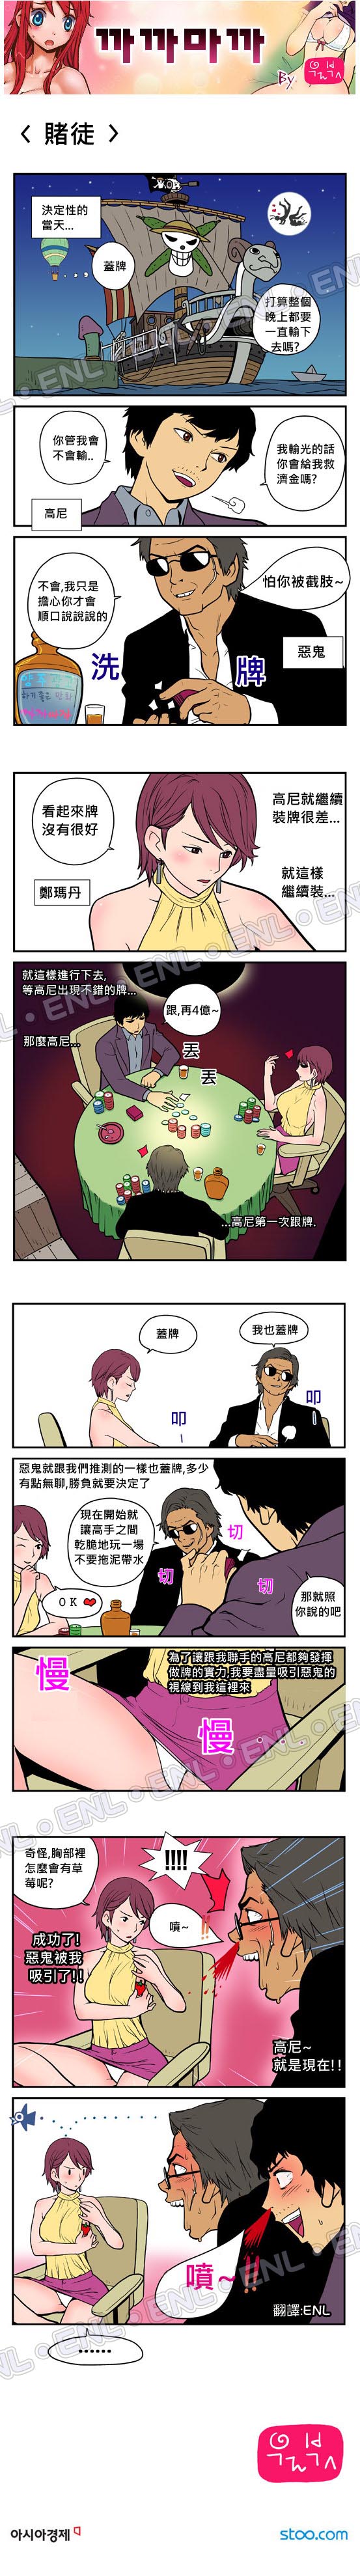 까까마까
By
〈 賭徒 〉
決定性的
當天...
蓋牌
打算整個
晚上都要
一直輸下
去嗎?
你管我會
不會輸..
我輸光的話
你會給我救
濟金嗎?
高尼
不會,我只是
擔心你才會
順口說說說的
怕你被截肢~
惡鬼
洗
牌
看起來牌
沒有很好
高尼就繼續
裝牌很差...
鄭瑪丹
就這樣
繼續裝...
就這樣進行下去,
等高尼出現不錯的牌...
跟,再4億~
那麼高尼...
丟
丟
...高尼第一次跟牌.
蓋牌
我也蓋牌
叩
叩
惡鬼就跟我們推測的一樣也蓋牌,多少
有點無聊,勝負就要決定了
現在開始就
讓高手之間
乾脆地玩一場
不要拖泥帶水
切
切
切
OK ❤
那就照
你說的吧
為了讓跟我聯手的高尼都夠發揮
做牌的實力,我要盡量吸引惡鬼的
視線到我這裡來
慢
慢
奇怪,胸部裡
怎麼會有草
莓呢?
!!!!
噴~
!!
成功了!
惡鬼被我
吸引了!!
高尼~
就是現在!!
噴~!!
翻譯:ENL
......
아시아경제
stoo.com
ENL